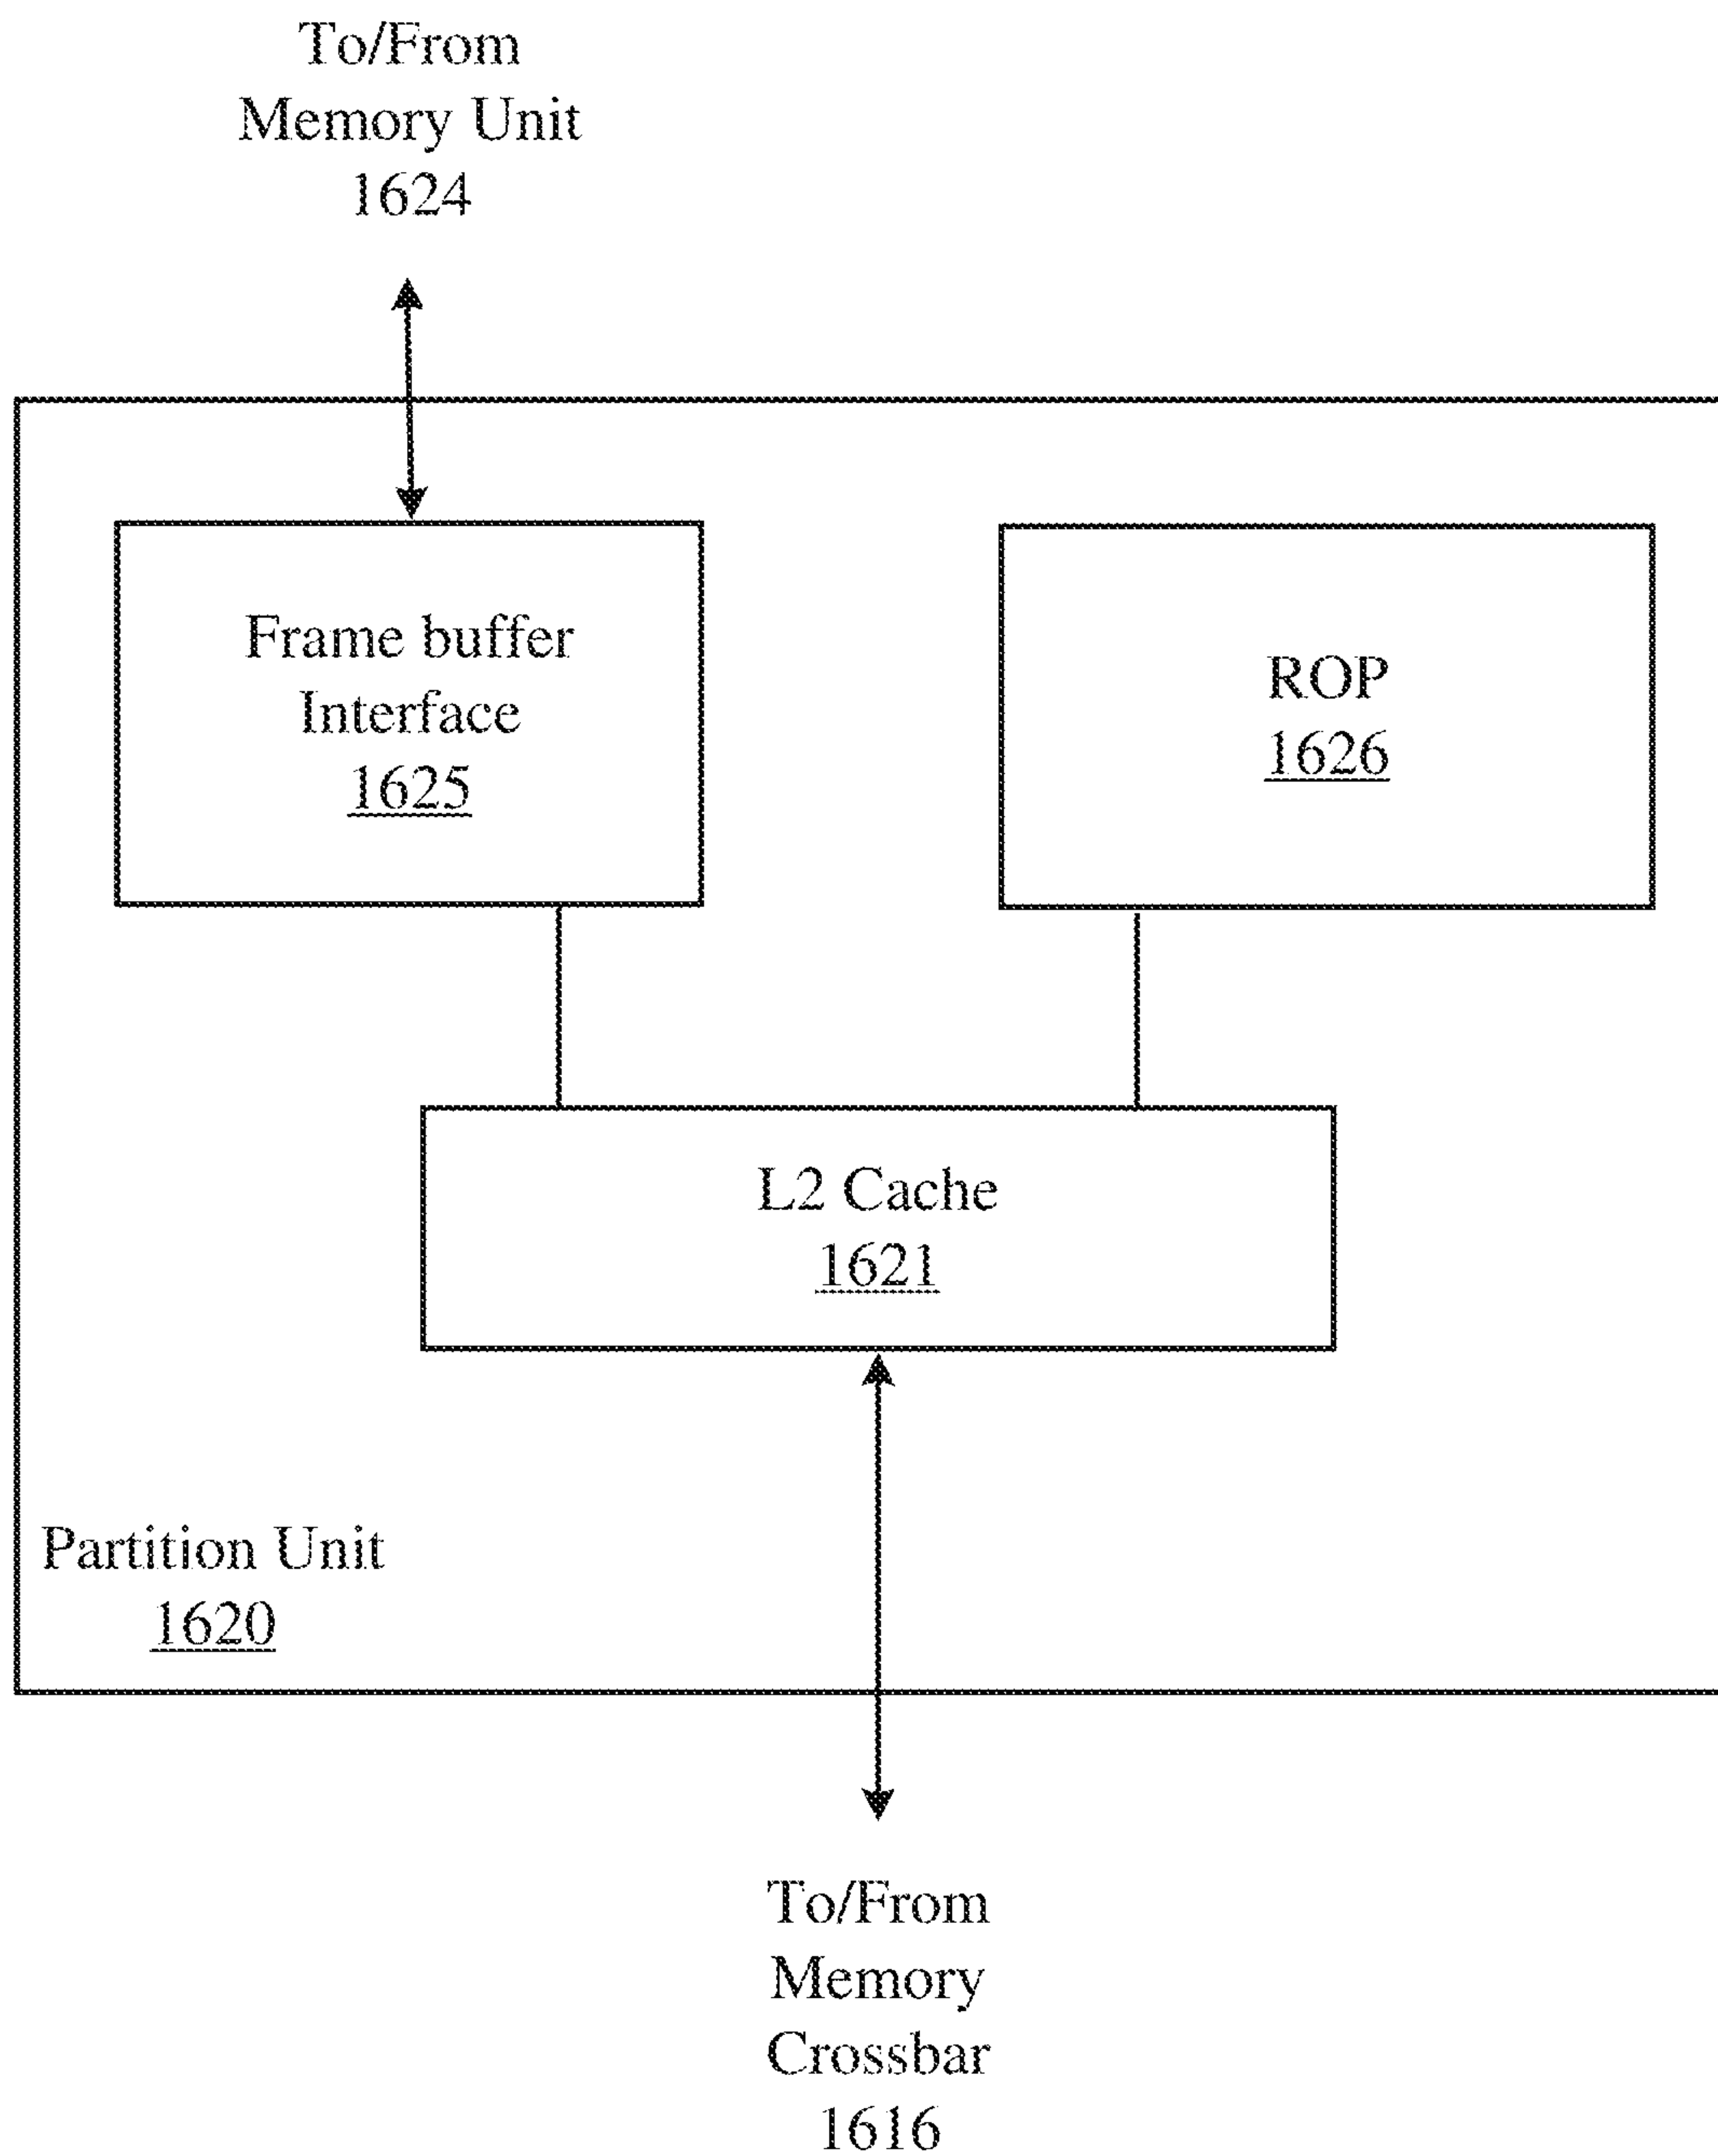 To/From
Memory Unit
1624
Frame buffer
Interface
1625
ROP
1626
L2 Cache
1621
Partition Unit
1620
To/From
Memory
Crossbar
1616